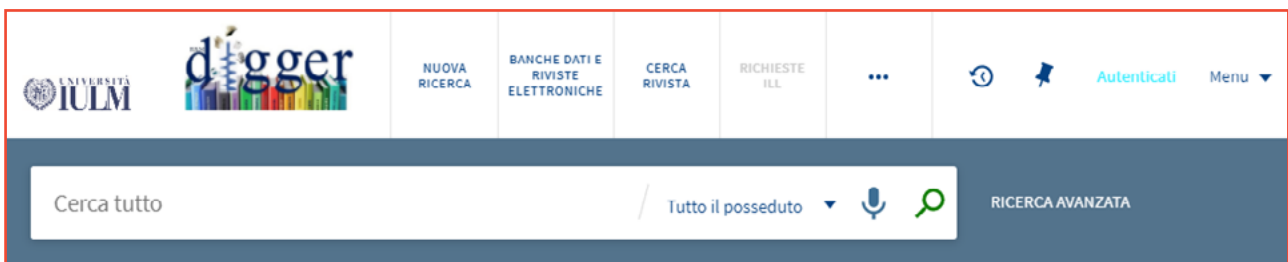 UNIVERSITÀ
IULM
digger
NUOVA
RICERCA
BANCHE DATI E
RIVISTE
ELETTRONICHE
CERCA
RIVISTA
RICHIESTE
ILL
Autenticati
Menu
Cerca tutto
Tutto il posseduto
RICERCA AVANZATA